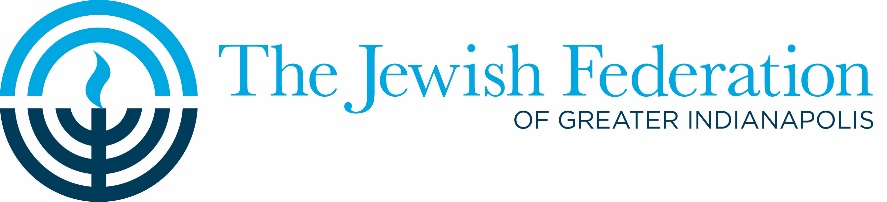 The Jewish Federation
OF GREATER INDIANAPOLIS